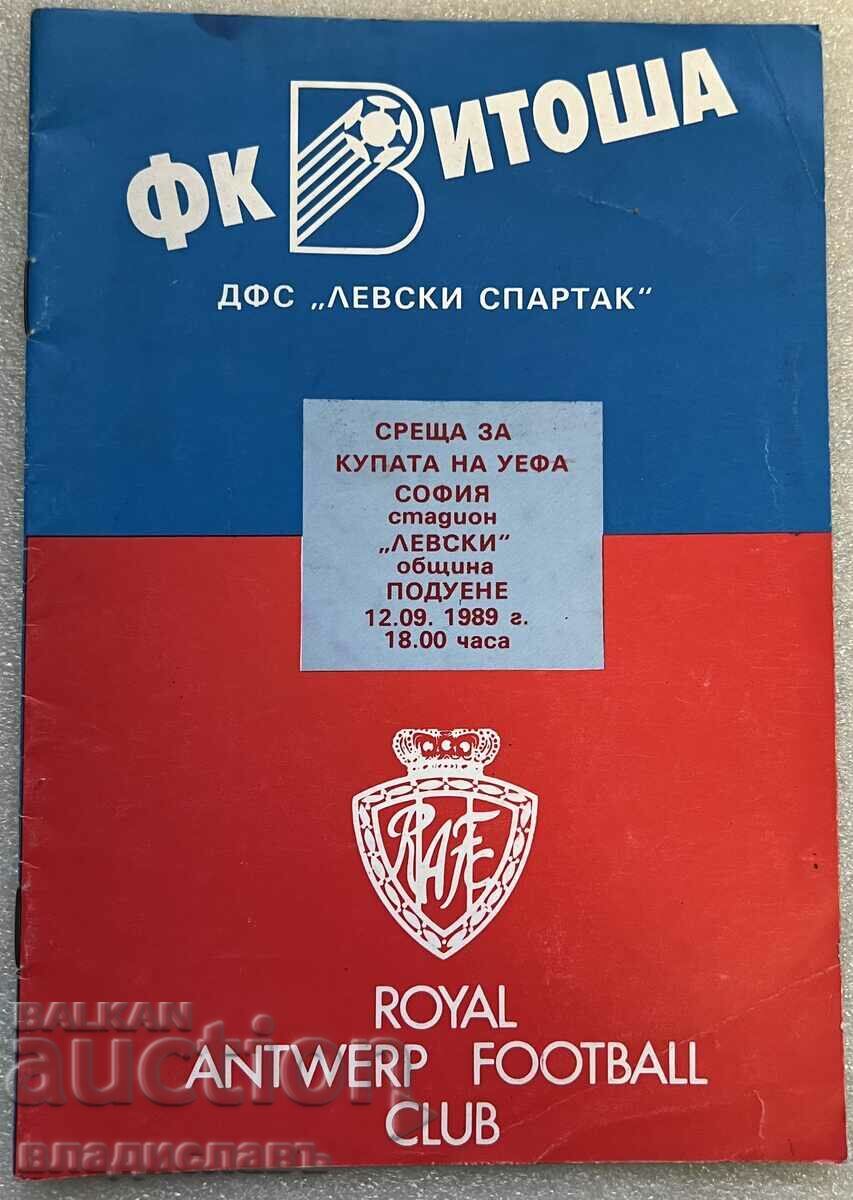 ФК ВИТОША
ДФС „ЛЕВСКИ СПАРТАК“
СРЕЩА ЗА
КУПАТА НА УЕФА
СОФИЯ
стадион
„ЛЕВСКИ“
община
ПОДУЕНЕ
12.09. 1989 г.
18.00 часа
RAFC
ROYAL
ANTWERP FOOTBALL
CLUB
BALKAN
auction
владиславъ